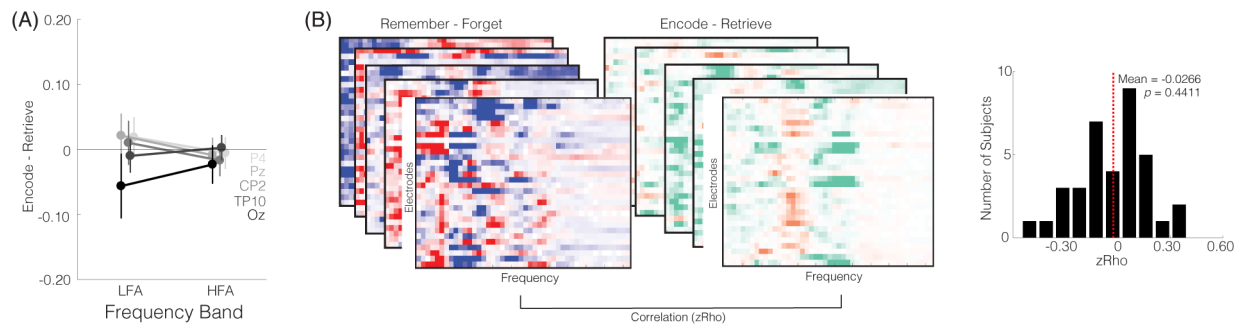 (A)
0.20
0.10
0
-0.10
-0.20
Encode - Retrieve
P4
Pz
CP2
TP10
Oz
LFA
HFA
Frequency Band
(B)
Remember - Forget
Encode - Retrieve
Electrodes
Electrodes
Frequency
Frequency
Correlation (zRho)
Mean = -0.0266
p = 0.4411
10
5
0
Number of Subjects
-0.30
0
0.30
0.60
zRho